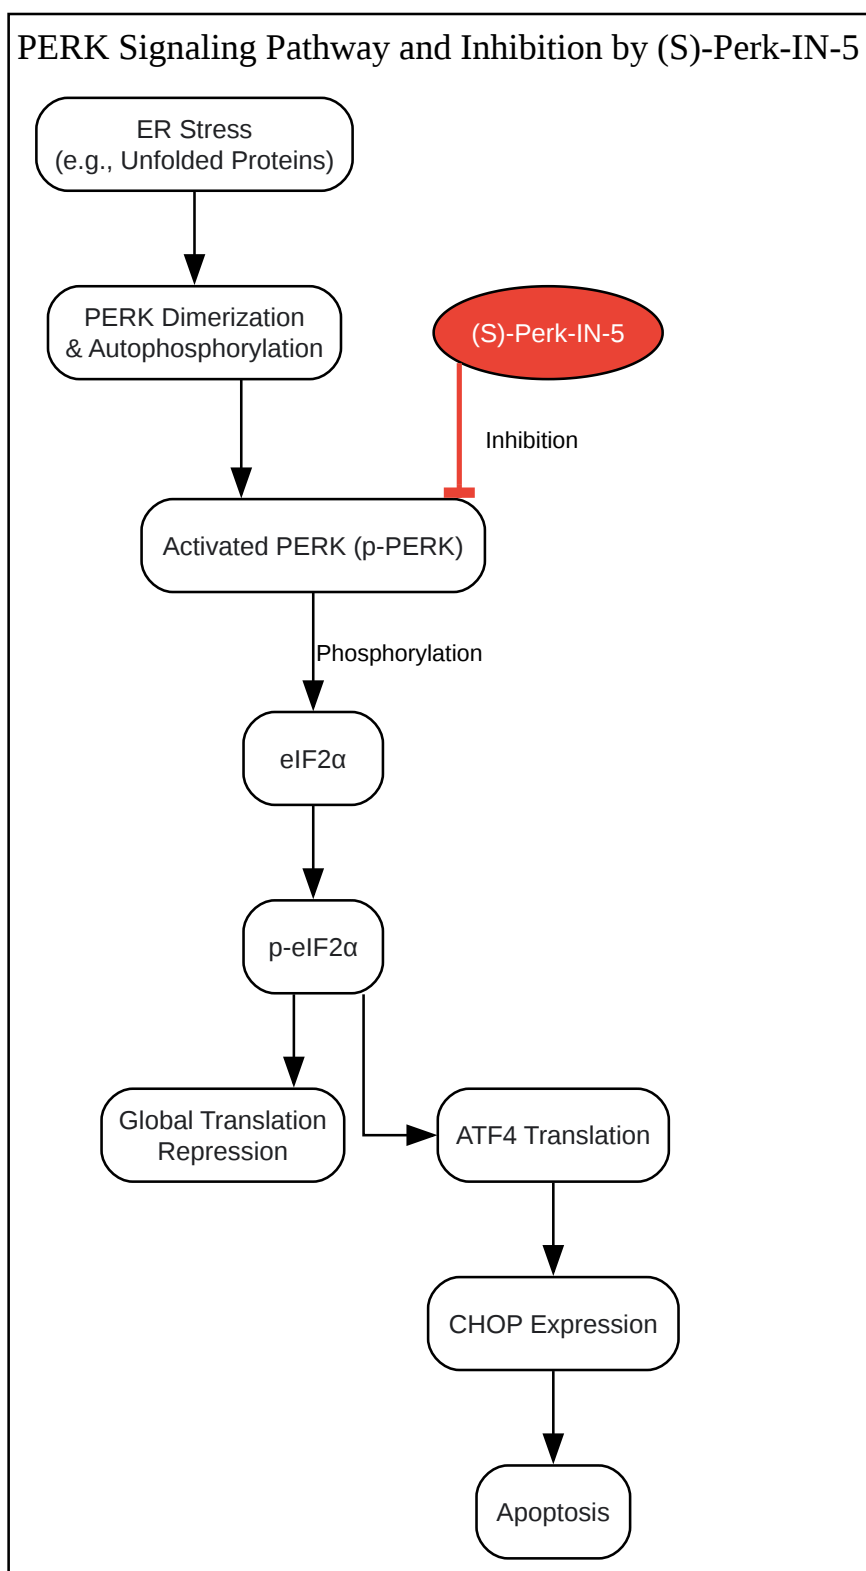 PERK Signaling Pathway and Inhibition by (S)-Perk-IN-5
ER Stress
(e.g., Unfolded Proteins)
PERK Dimerization
& Autophosphorylation
(S)-Perk-IN-5
Inhibition
Activated PERK (p-PERK)
Phosphorylation
eIF2α
p-eIF2α
Global Translation
Repression
ATF4 Translation
CHOP Expression
Apoptosis